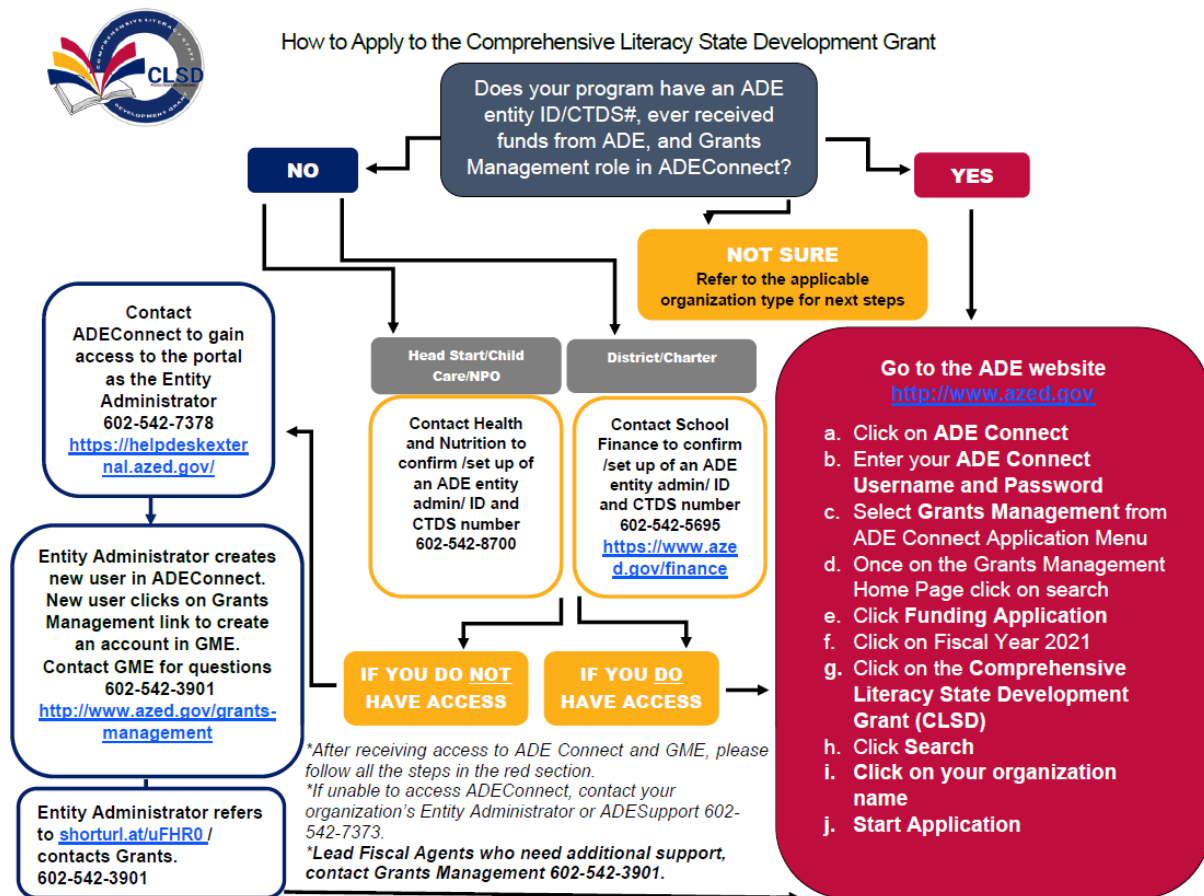 COMPREHENSIVE LITERACY STATE
CLSD
DEVELOPMENT GRANT
How to Apply to the Comprehensive Literacy State Development Grant
Does your program have an ADE
entity ID/CTDS#, ever received
funds from ADE, and Grants
Management role in ADEConnect?
NO
YES
NOT SURE
Refer to the applicable
organization type for next steps
Contact
ADEConnect to gain
access to the portal
as the Entity
Administrator
602-542-7378
https://helpdeskexter
nal.azed.gov/
Head Start/Child
Care/NPO
Contact Health
and Nutrition to
confirm /set up of
an ADE entity
admin/ ID and
CTDS number
602-542-8700
District/Charter
Contact School
Finance to confirm
/set up of an ADE
entity admin/ ID
and CTDS number
602-542-5695
https://www.aze
d.gov/finance
Entity Administrator creates
new user in ADEConnect.
New user clicks on Grants
Management link to create
an account in GME.
Contact GME for questions
602-542-3901
http://www.azed.gov/grants-
management
IF YOU DO NOT
HAVE ACCESS
IF YOU DO
HAVE ACCESS
Entity Administrator refers
to shorturl.at/uFHR0 /
contacts Grants.
602-542-3901
*After receiving access to ADE Connect and GME, please
follow all the steps in the red section.
*If unable to access ADEConnect, contact your
organization's Entity Administrator or ADESupport 602-
542-7373.
*Lead Fiscal Agents who need additional support,
contact Grants Management 602-542-3901.
Go to the ADE website
http://www.azed.gov
a. Click on ADE Connect
b. Enter your ADE Connect
Username and Password
c. Select Grants Management from
ADE Connect Application Menu
d. Once on the Grants Management
Home Page click on search
e. Click Funding Application
f. Click on Fiscal Year 2021
g. Click on the Comprehensive
Literacy State Development
Grant (CLSD)
h. Click Search
i. Click on your organization
name
j. Start Application